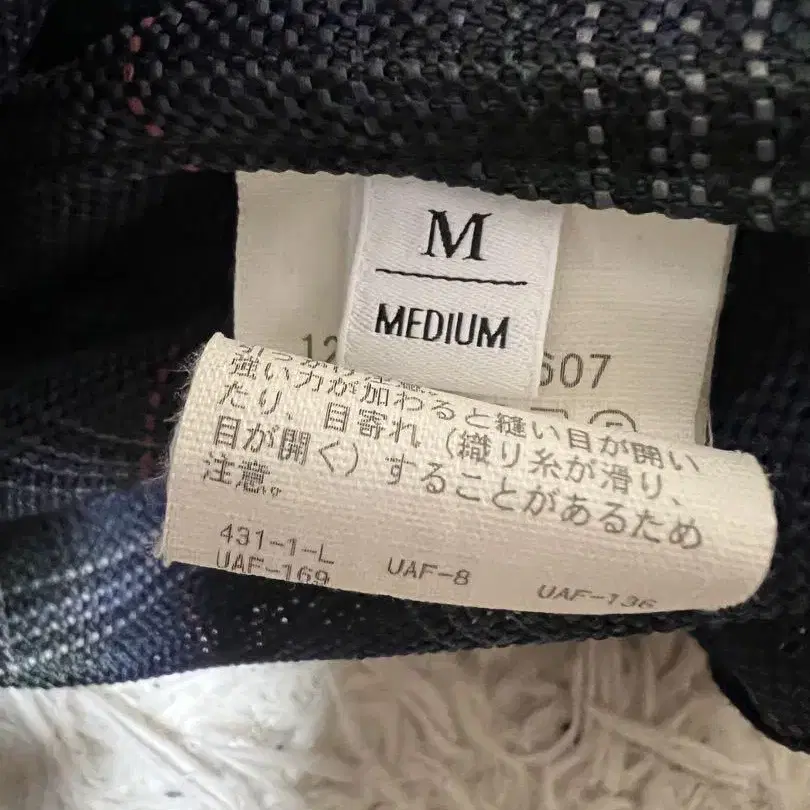 M
MEDIUM
12
607
強い力が加わると縫い目が開い
たり、目寄れ（織り糸が滑り、
目が開く）することがあるため
注意。
431-1-L
UAF-169
UAF-8
UAF-136